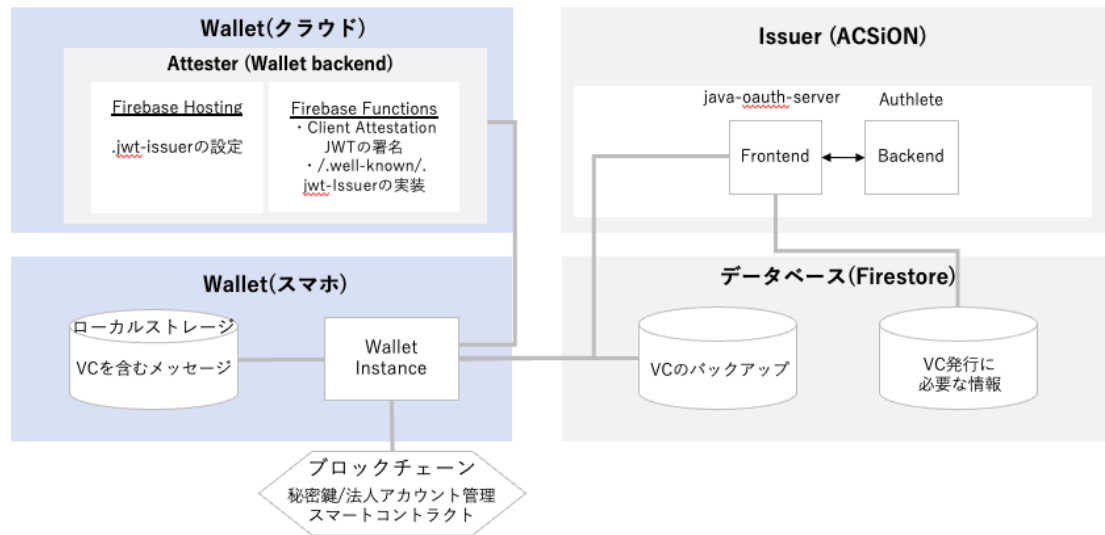 Wallet(クラウド)
Attester (Wallet backend)
Firebase Hosting
.jwt-issuerの設定
Firebase Functions
・Client Attestation
JWTの署名
・/.well-known/.
jwt-Issuerの実装
Issuer (ACSiON)
java-oauth-server
Authlete
Frontend
Backend
Wallet(スマホ)
ローカルストレージ
VCを含むメッセージ
Wallet
Instance
データベース(Firestore)
VCのバックアップ
VC発行に
必要な情報
ブロックチェーン
秘密鍵/法人アカウント管理
スマートコントラクト